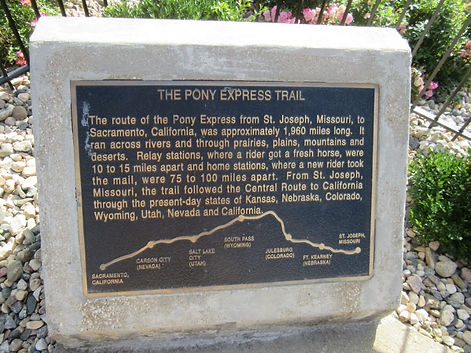 THE PONY EXPRESS TRAIL
The route of the Pony Express from St. Joseph, Missouri, to
Sacramento, California, was approximately 1,960 miles long. It
ran across rivers and through prairies, plains, mountains and
deserts. Relay stations, where a rider got a fresh horse, were
10 to 15 miles apart and home stations, where a new rider took
the mail, were 75 to 100 miles apart. From St. Joseph,
Missouri, the trail followed the Central Route to California
through the present-day states of Kansas, Nebraska, Colorado,
Wyoming, Utah, Nevada and California.
SACRAMENTO,
CALIFORNIA
CARSON CITY
(NEVADA)
SALT LAKE
CITY
(UTAH)
SOUTH PASS
(WYOMING)
JULESBURG
(COLORADO)
FT. KEARNEY
(NEBRASKA)
ST. JOSEPH,
MISSOURI